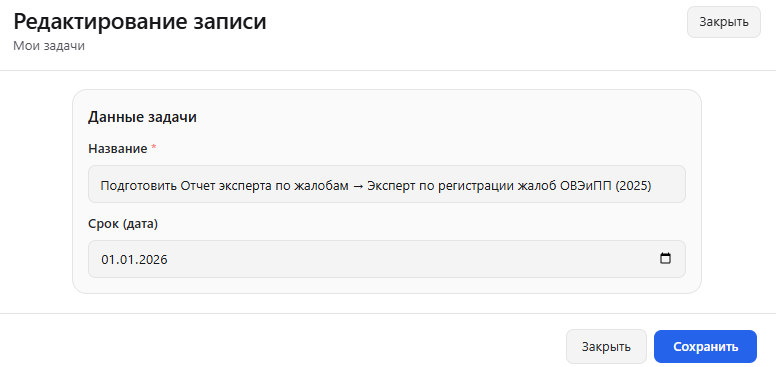 Редактирование записи
Закрыть
Мои задачи
Данные задачи
Название *
Подготовить Отчет эксперта по жалобам → Эксперт по регистрации жалоб ОВЭиПП (2025)
Срок (дата)
01.01.2026
Закрыть
Сохранить